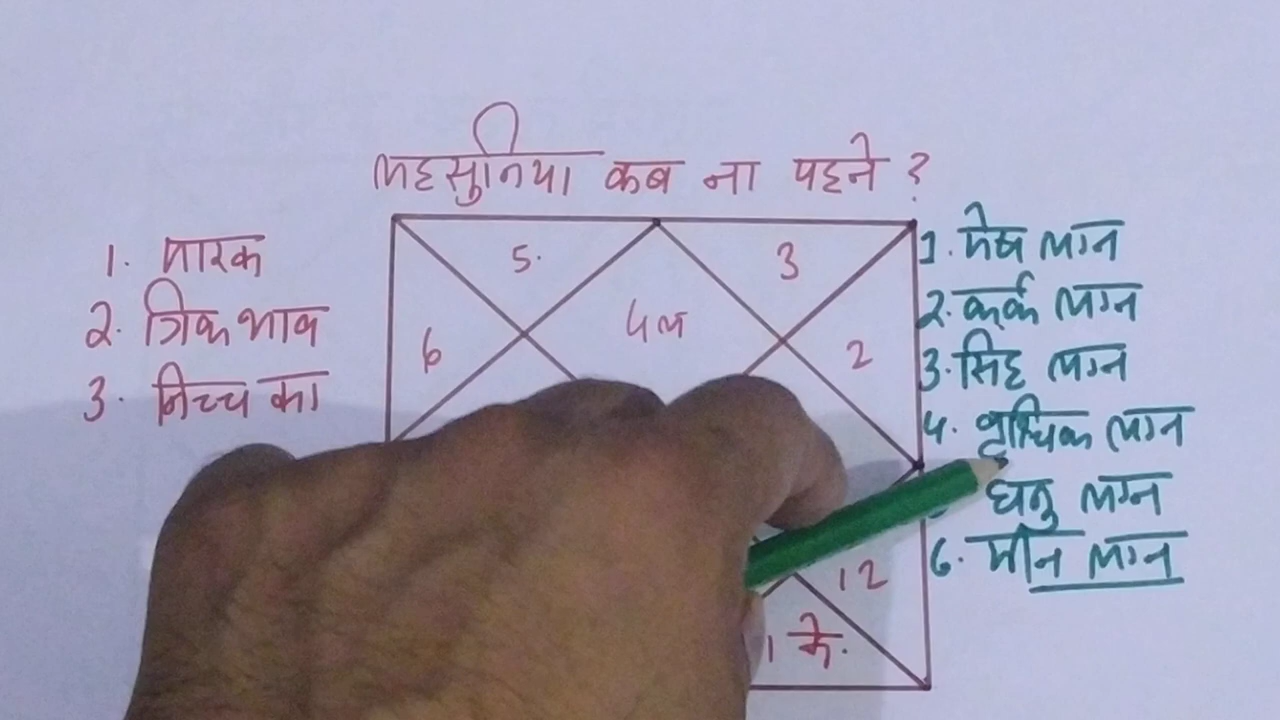 लहसुनिया कब ना पहने ?
1. मारक
2. त्रिक भाव
3. निच्च का
5.
3
6
4 ल
2
12
1 के.
1. मेष लग्न
2. कर्क लग्न
3. सिंह लग्न
4. वृश्चिक लग्न
धनु लग्न
6. मीन लग्न